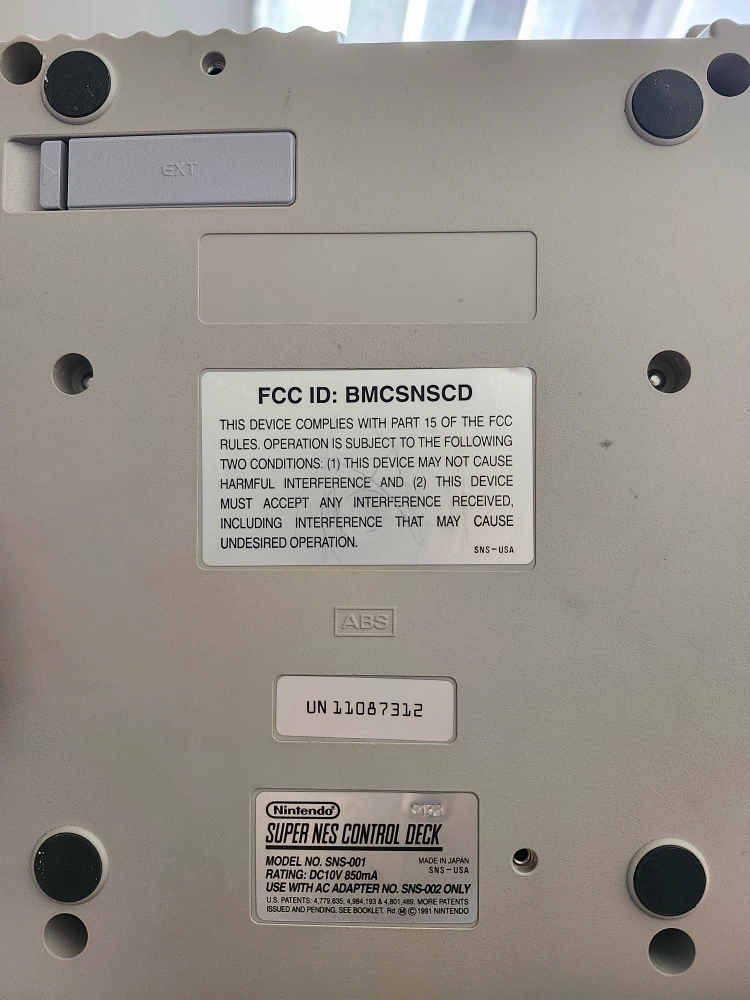 EXT
FCC ID: BMCSNSCD
THIS DEVICE COMPLIES WITH PART 15 OF THE FCC
RULES. OPERATION IS SUBJECT TO THE FOLLOWING
TWO CONDITIONS: (1) THIS DEVICE MAY NOT CAUSE
HARMFUL INTERFERENCE AND (2) THIS DEVICE
MUST ACCEPT ANY INTERFERENCE RECEIVED,
INCLUDING INTERFERENCE THAT MAY CAUSE
UNDESIRED OPERATION.
SNS-USA
ABS
UN 11087312
Nintendo®
SUPER NES CONTROL DECK
MODEL NO. SNS-001
MADE IN JAPAN
RATING: DC10V 850mA
SNS-USA
USE WITH AC ADAPTER NO. SNS-002 ONLY
U.S. PATENTS: 4,779,635; 4,984,193 & 4,801,489. MORE PATENTS
ISSUED AND PENDING. SEE BOOKLET. Rd Ⓜ © 1991 NINTENDO